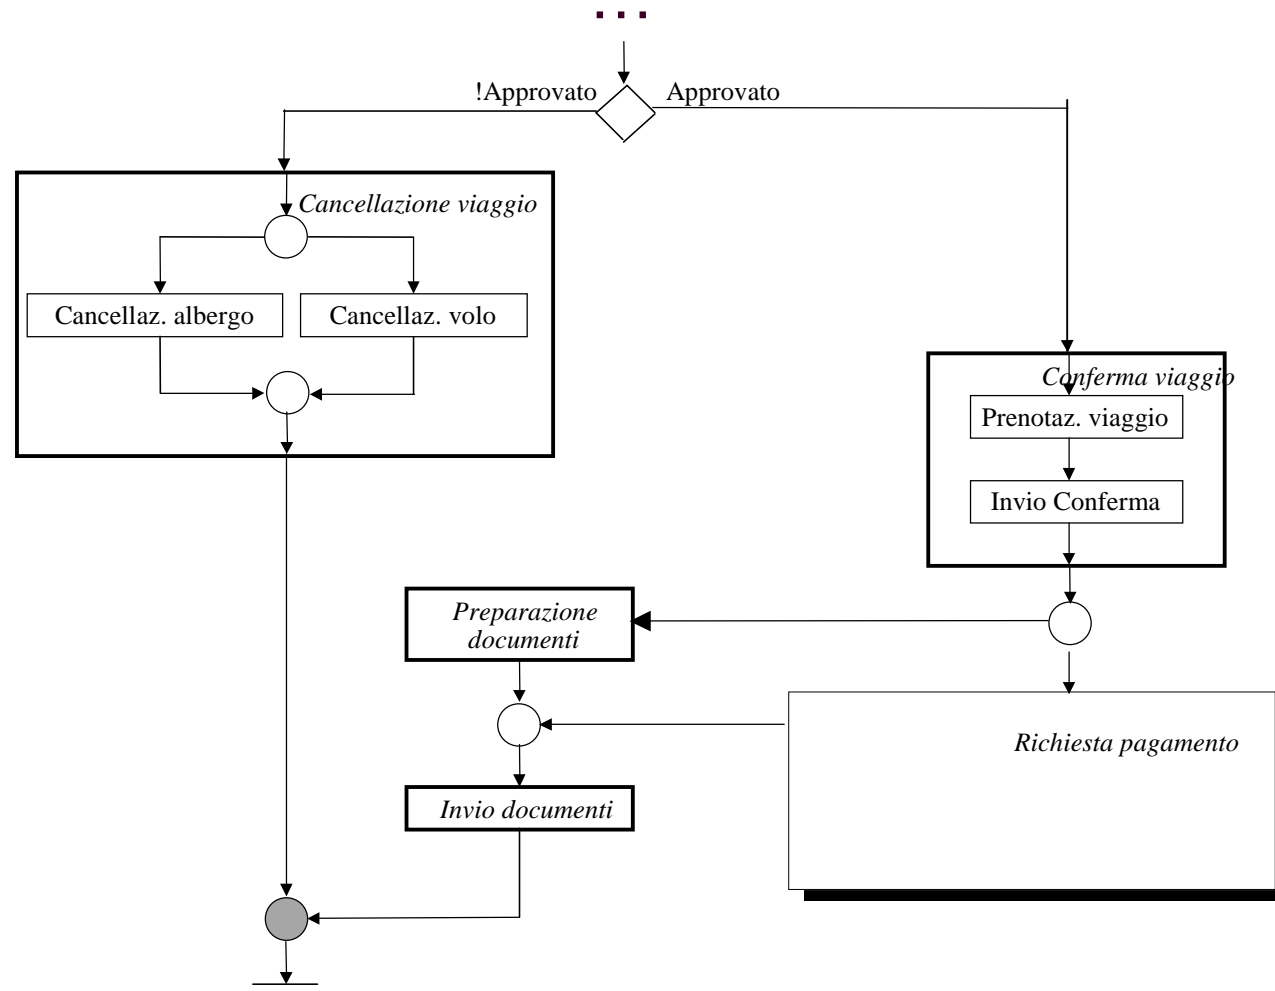 ...
!Approvato
Approvato
Cancellazione viaggio
Cancellaz. albergo
Cancellaz. volo
Conferma viaggio
Prenotaz. viaggio
Invio Conferma
Preparazione
documenti
Richiesta pagamento
Invio documenti